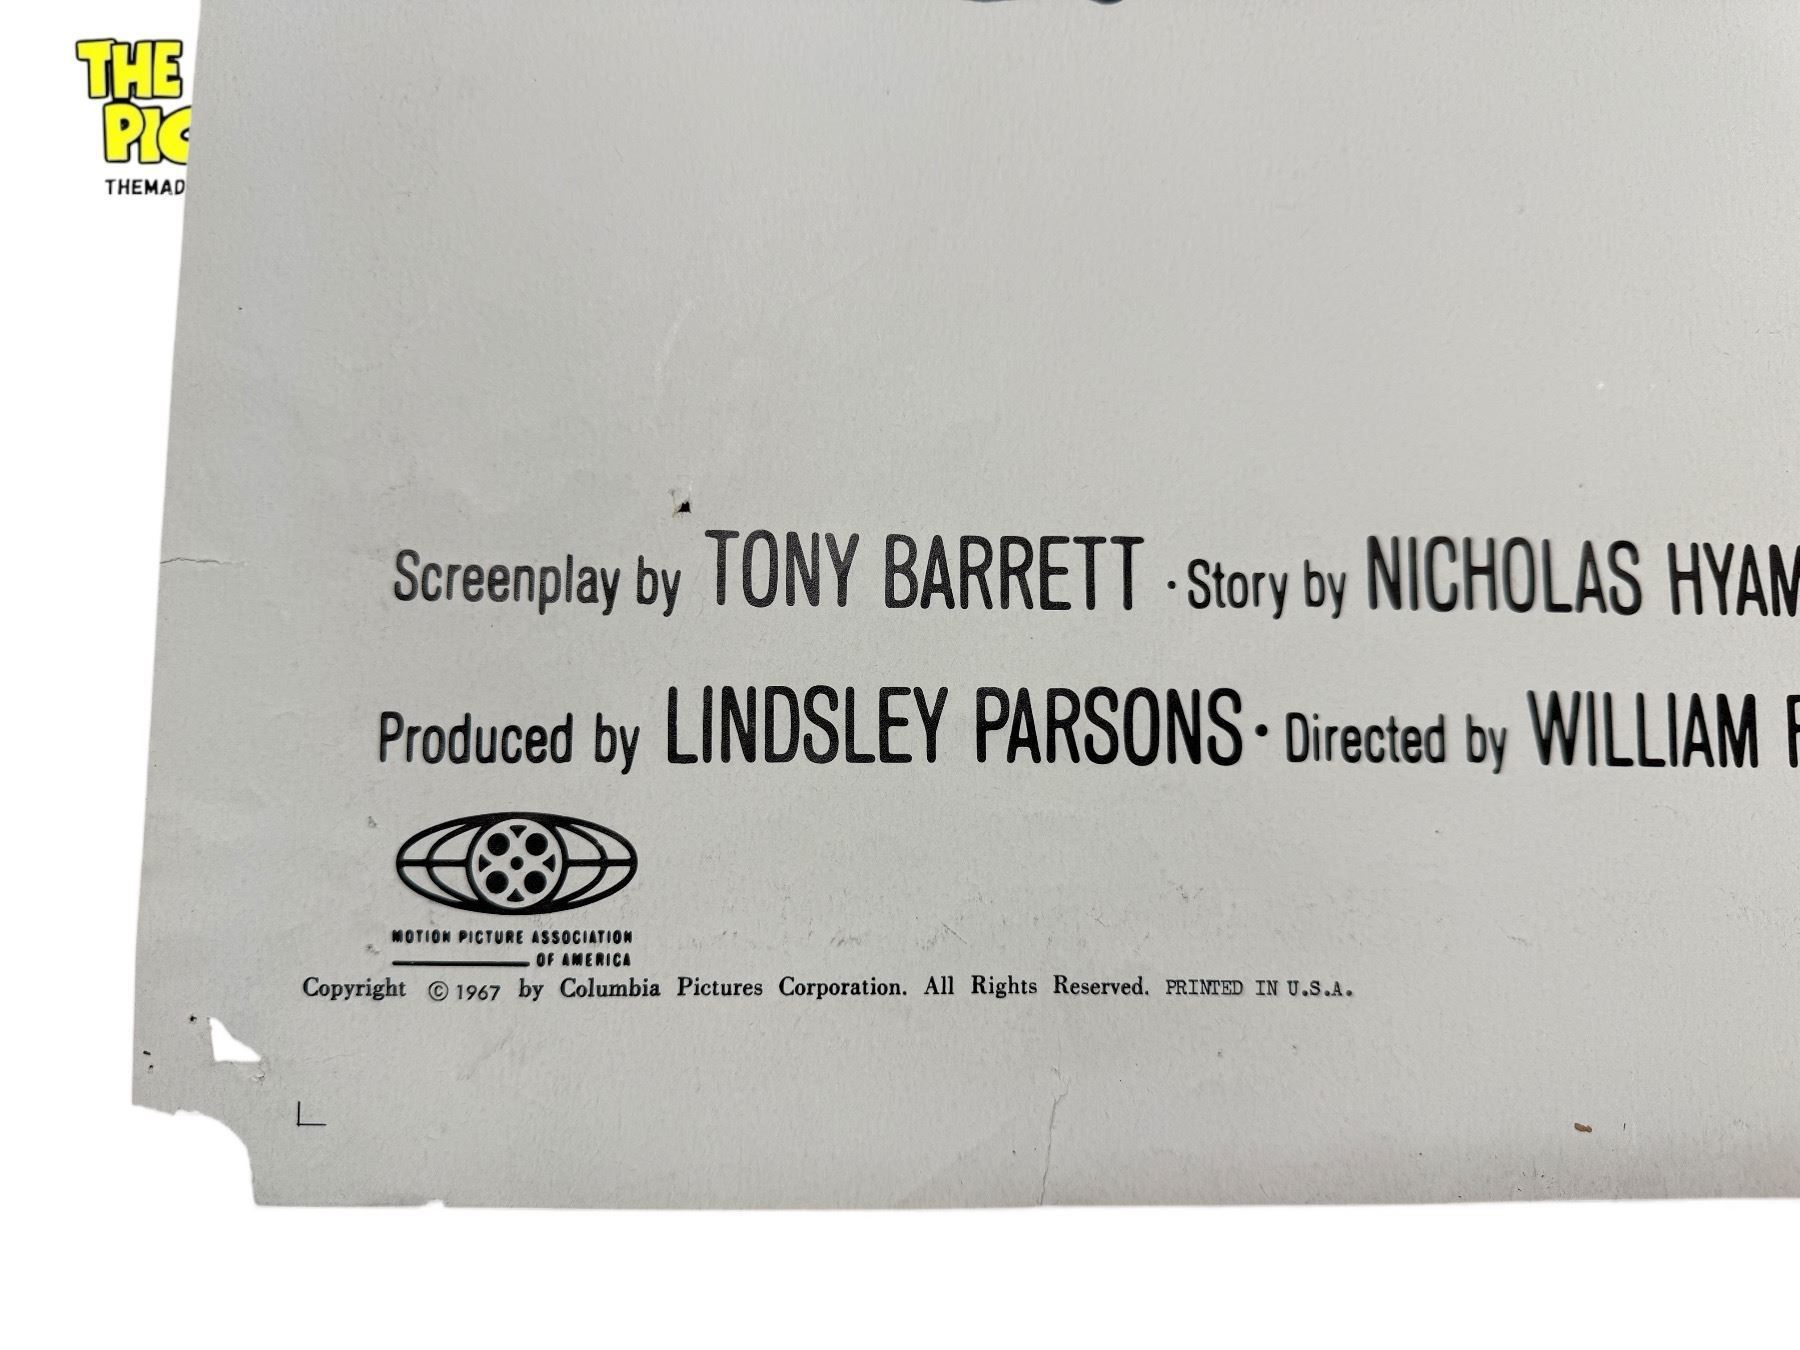 THE
PIC
THEMAD
Screenplay by TONY BARRETT · Story by NICHOLAS HYAM
Produced by LINDSLEY PARSONS · Directed by WILLIAM
MOTION PICTURE ASSOCIATION
OF AMERICA
Copyright © 1967 by Columbia Pictures Corporation. All Rights Reserved. PRINTED IN U.S.A.